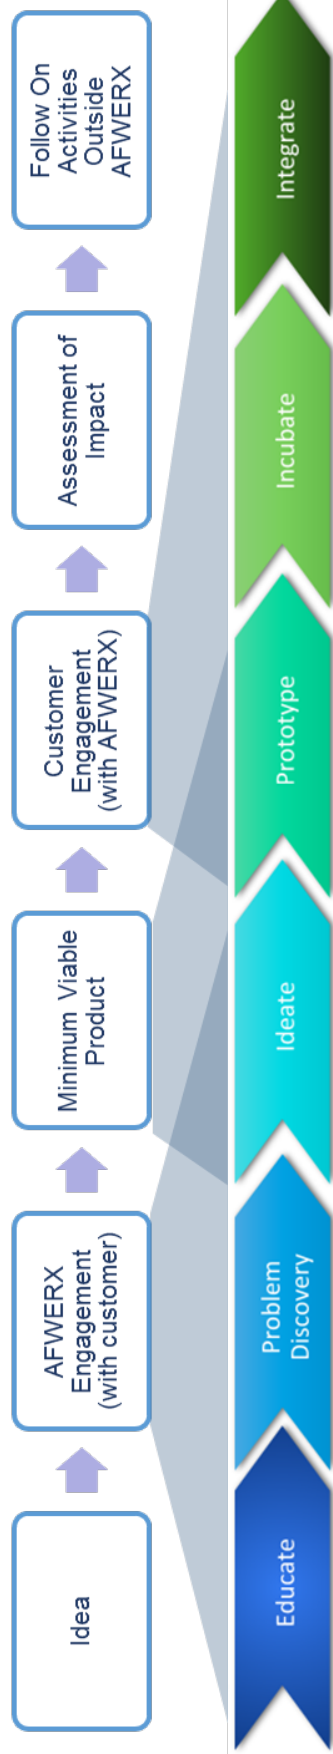 Idea
AFWERX
Engagement
(with customer)
Minimum Viable
Product
Customer
Engagement
(with AFWERX)
Assessment of
Impact
Follow On
Activities
Outside
AFWERX
Educate
Problem
Discovery
Ideate
Prototype
Incubate
Integrate